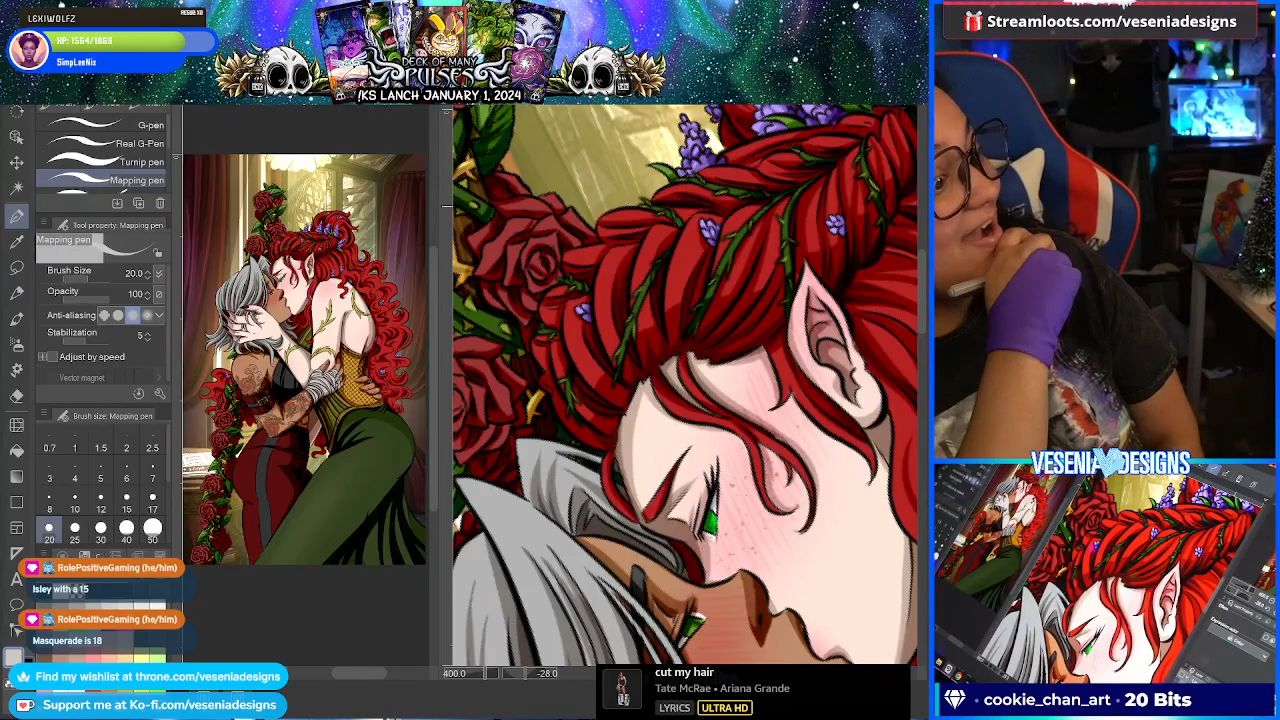 LEXIWOLFZ
HP: 1564/1869
SimpLeeNix
DECK OF MANY
PULSES
!KS LANCH JANUARY 1, 2024
Streamloots.com/veseniadesigns
G-pen
Real G-Pen
Turnip pen
Mapping pen
Tool property: Mapping pen
Mapping pen
Brush Size 20.0
Opacity 100
Anti-aliasing
Stabilization 5
Adjust by speed
Vector magnet
Brush size: Mapping pen
0.7 1 1.5 2 2.5
3 4 5 6 7
8 10 12 15 17
20 25 30 40 50
RolePositiveGaming (he/him)
Isley with a 15
RolePositiveGaming (he/him)
Masquerade is 18
Find my wishlist at throne.com/veseniadesigns
Support me at Ko-fi.com/veseniadesigns
400.0 -28.0
cut my hair
Tate McRae • Ariana Grande
LYRICS ULTRA HD
VESENIA DESIGNS
cookie_chan_art • 20 Bits